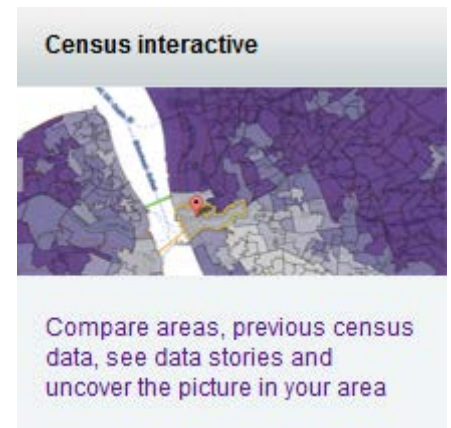 Census interactive
Compare areas, previous census
data, see data stories and
uncover the picture in your area